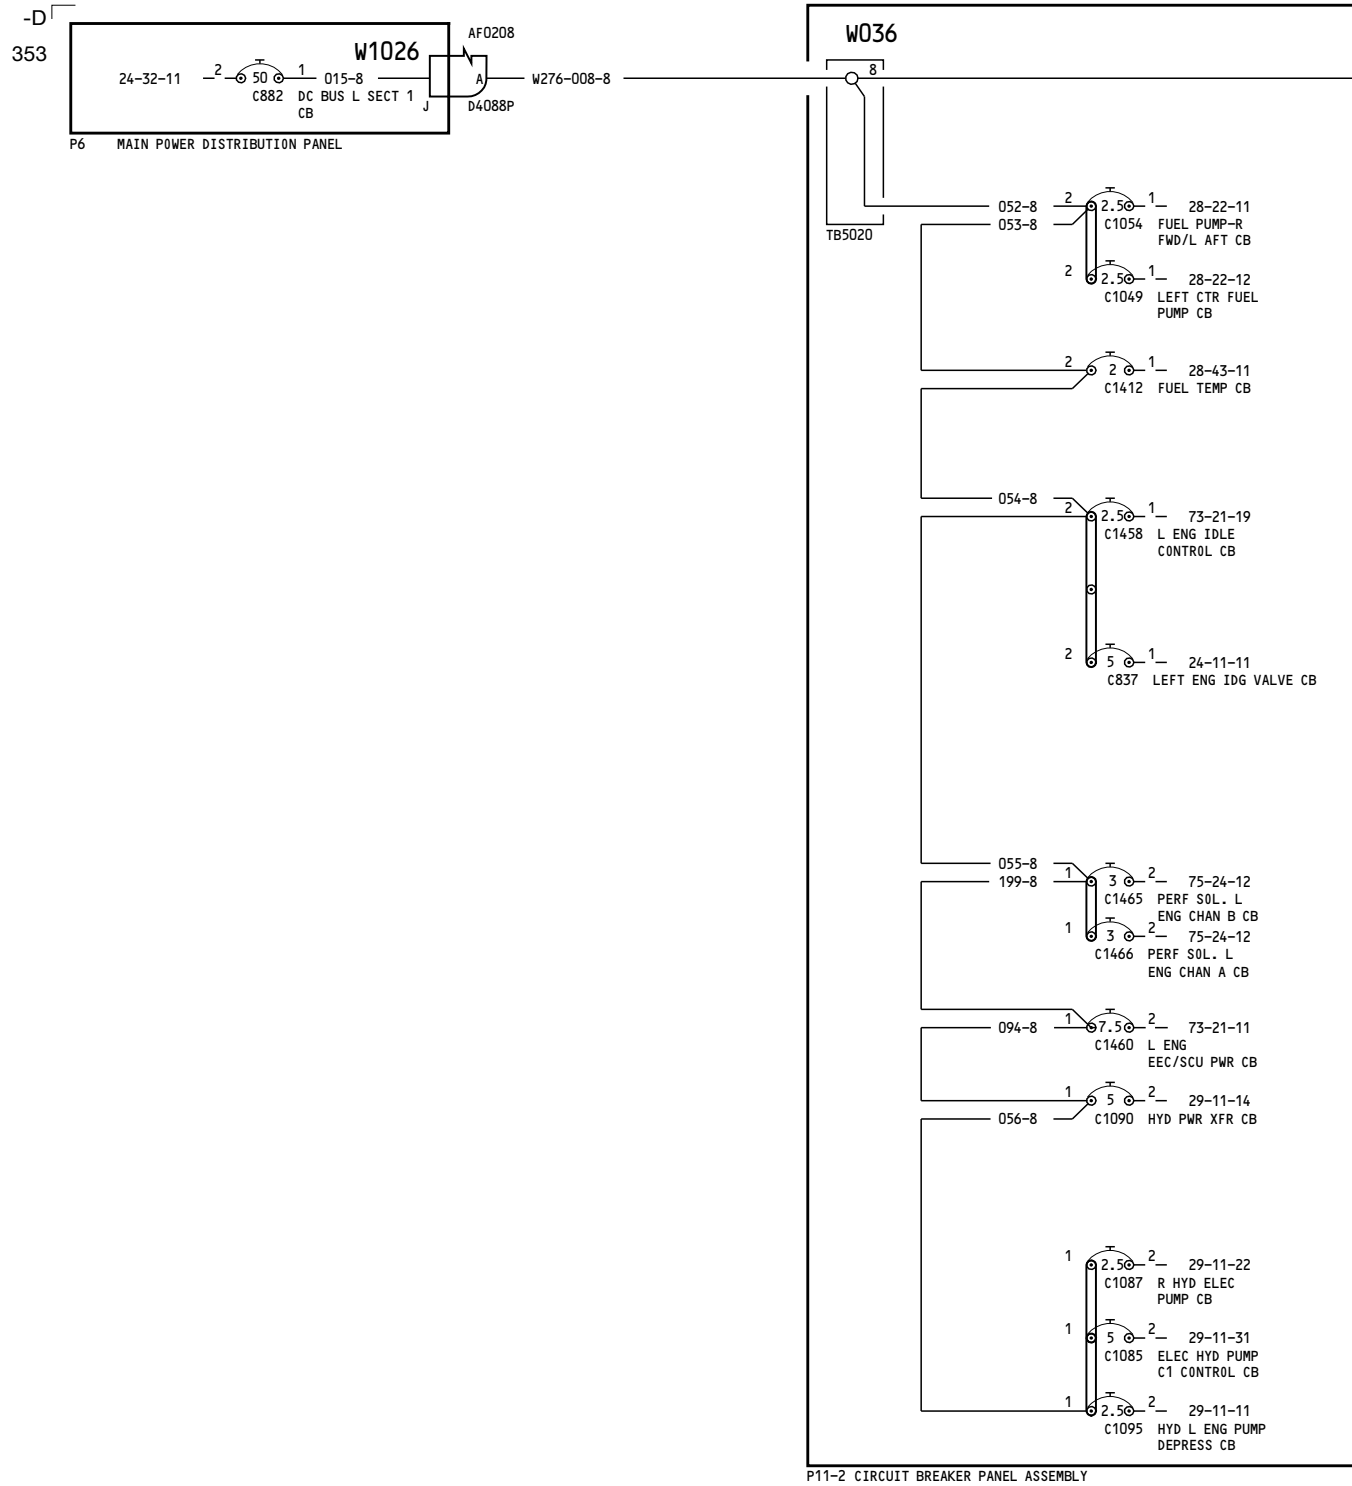 -D
353
W1026
AF0208
24-32-11 2 50 1 015-8 A W276-008-8
C882 DC BUS L SECT 1
CB
J D4088P
P6 MAIN POWER DISTRIBUTION PANEL
W036
8
TB5020
052-8 2 2.5 1 28-22-11
053-8 C1054 FUEL PUMP-R
FWD/L AFT CB
2 2.5 1 28-22-12
C1049 LEFT CTR FUEL
PUMP CB
2 2 1 28-43-11
C1412 FUEL TEMP CB
054-8
2 2.5 1 73-21-19
C1458 L ENG IDLE
CONTROL CB
2 5 1 24-11-11
C837 LEFT ENG IDG VALVE CB
055-8
199-8 1 3 2 75-24-12
C1465 PERF SOL. L
ENG CHAN B CB
1 3 2 75-24-12
C1466 PERF SOL. L
ENG CHAN A CB
094-8 1 7.5 2 73-21-11
C1460 L ENG
EEC/SCU PWR CB
1 5 2 29-11-14
056-8 C1090 HYD PWR XFR CB
1 2.5 2 29-11-22
C1087 R HYD ELEC
PUMP CB
1 5 2 29-11-31
C1085 ELEC HYD PUMP
C1 CONTROL CB
1 2.5 2 29-11-11
C1095 HYD L ENG PUMP
DEPRESS CB
P11-2 CIRCUIT BREAKER PANEL ASSEMBLY